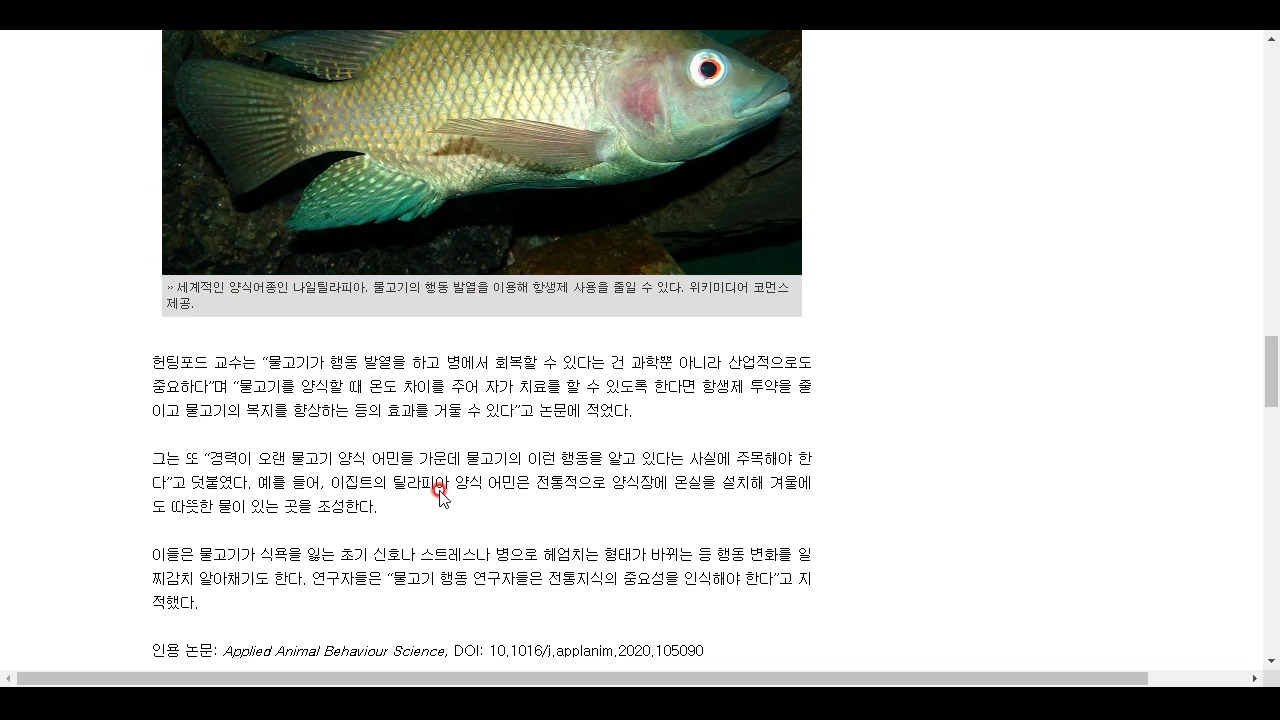 » 세계적인 양식어종인 나일틸라피아. 물고기의 행동 발열을 이용해 항생제 사용을 줄일 수 있다. 위키미디어 코먼스
제공.
헌팅포드 교수는 “물고기가 행동 발열을 하고 병에서 회복할 수 있다는 건 과학뿐 아니라 산업적으로도
중요하다”며 “물고기를 양식할 때 온도 차이를 주어 자가 치료를 할 수 있도록 한다면 항생제 투약을 줄
이고 물고기의 복지를 향상하는 등의 효과를 거둘 수 있다”고 논문에 적었다.
그는 또 “경력이 오랜 물고기 양식 어민들 가운데 물고기의 이런 행동을 알고 있다는 사실에 주목해야 한
다”고 덧붙였다. 예를 들어, 이집트의 틸라피아 양식 어민은 전통적으로 양식장에 온실을 설치해 겨울에
도 따뜻한 물이 있는 곳을 조성한다.
이들은 물고기가 식욕을 잃는 초기 신호나 스트레스나 병으로 헤엄치는 형태가 바뀌는 등 행동 변화를 일
찌감치 알아채기도 한다. 연구자들은 “물고기 행동 연구자들은 전통지식의 중요성을 인식해야 한다”고 지
적했다.
인용 논문: Applied Animal Behaviour Science, DOI: 10.1016/j.applanim.2020.105090